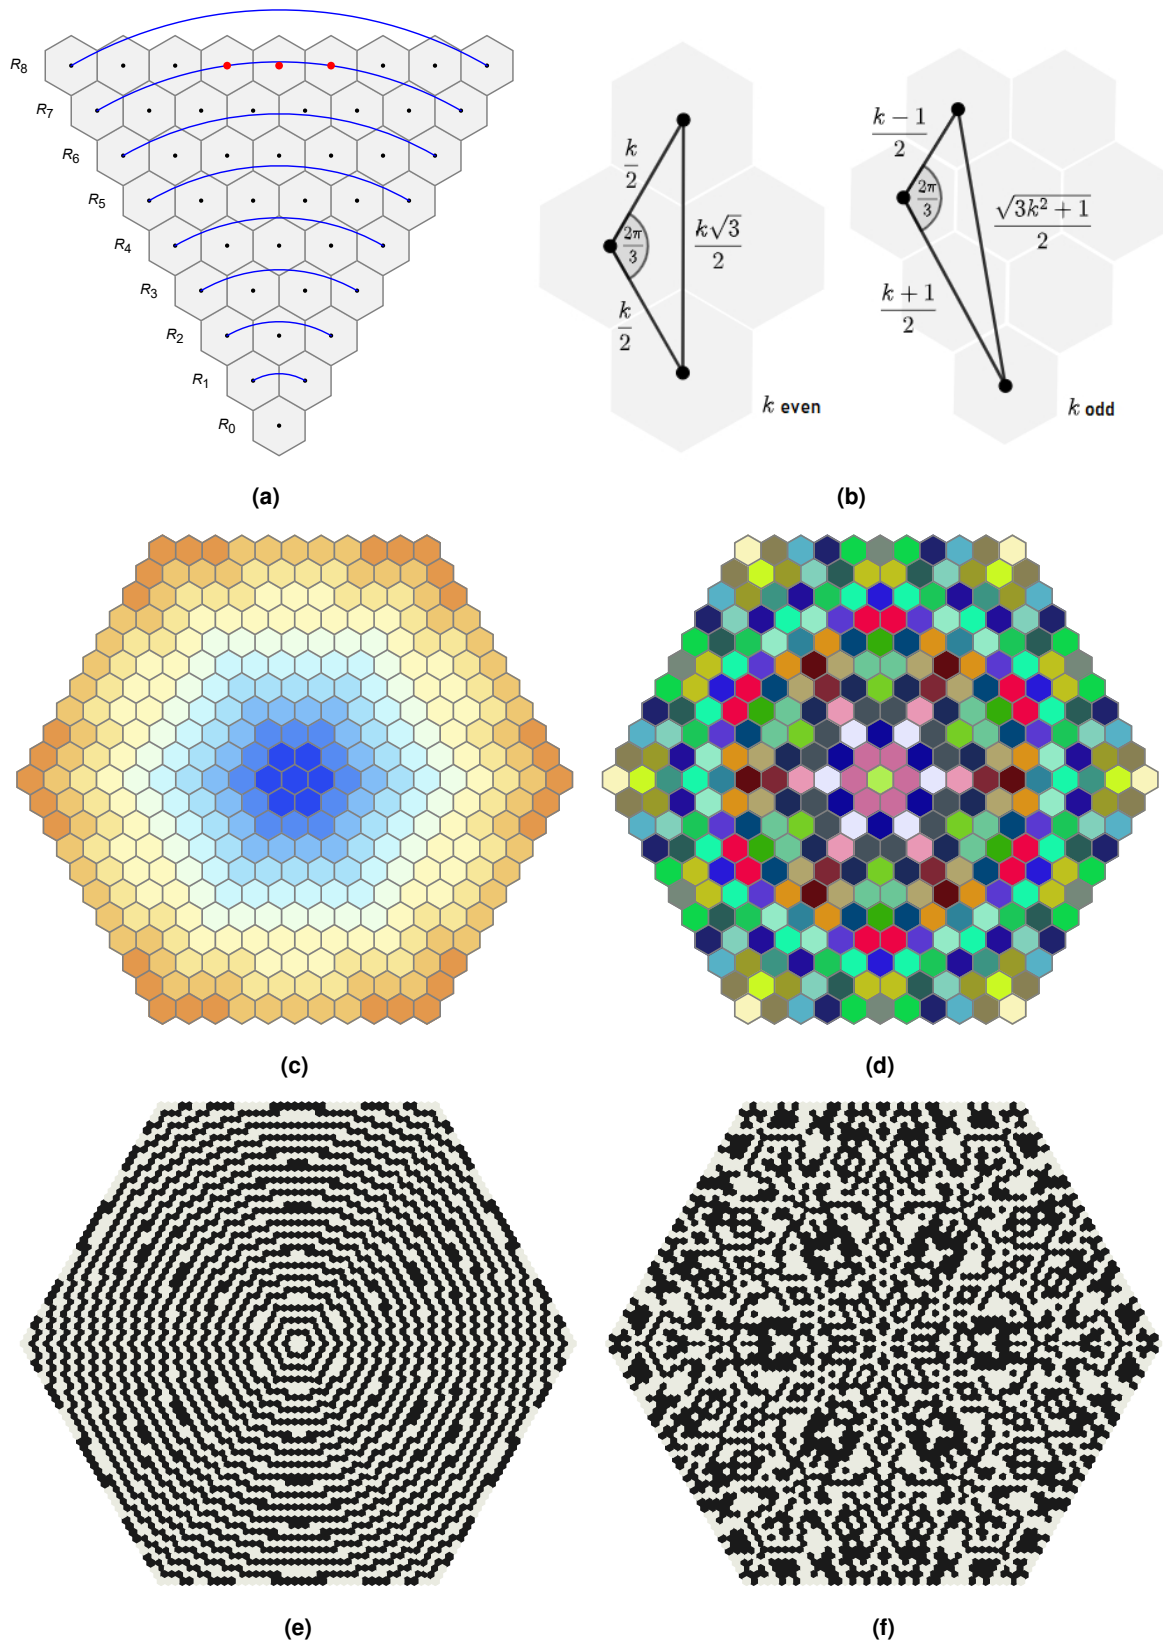 R₈
R₇
R₆
R₅
R₄
R₃
R₂
R₁
R₀
(a)
k/2
2π/3
k/2
k√3/2
k even
k−1/2
2π/3
k+1/2
√3k²+1/2
k odd
(b)
(c)
(d)
(e)
(f)